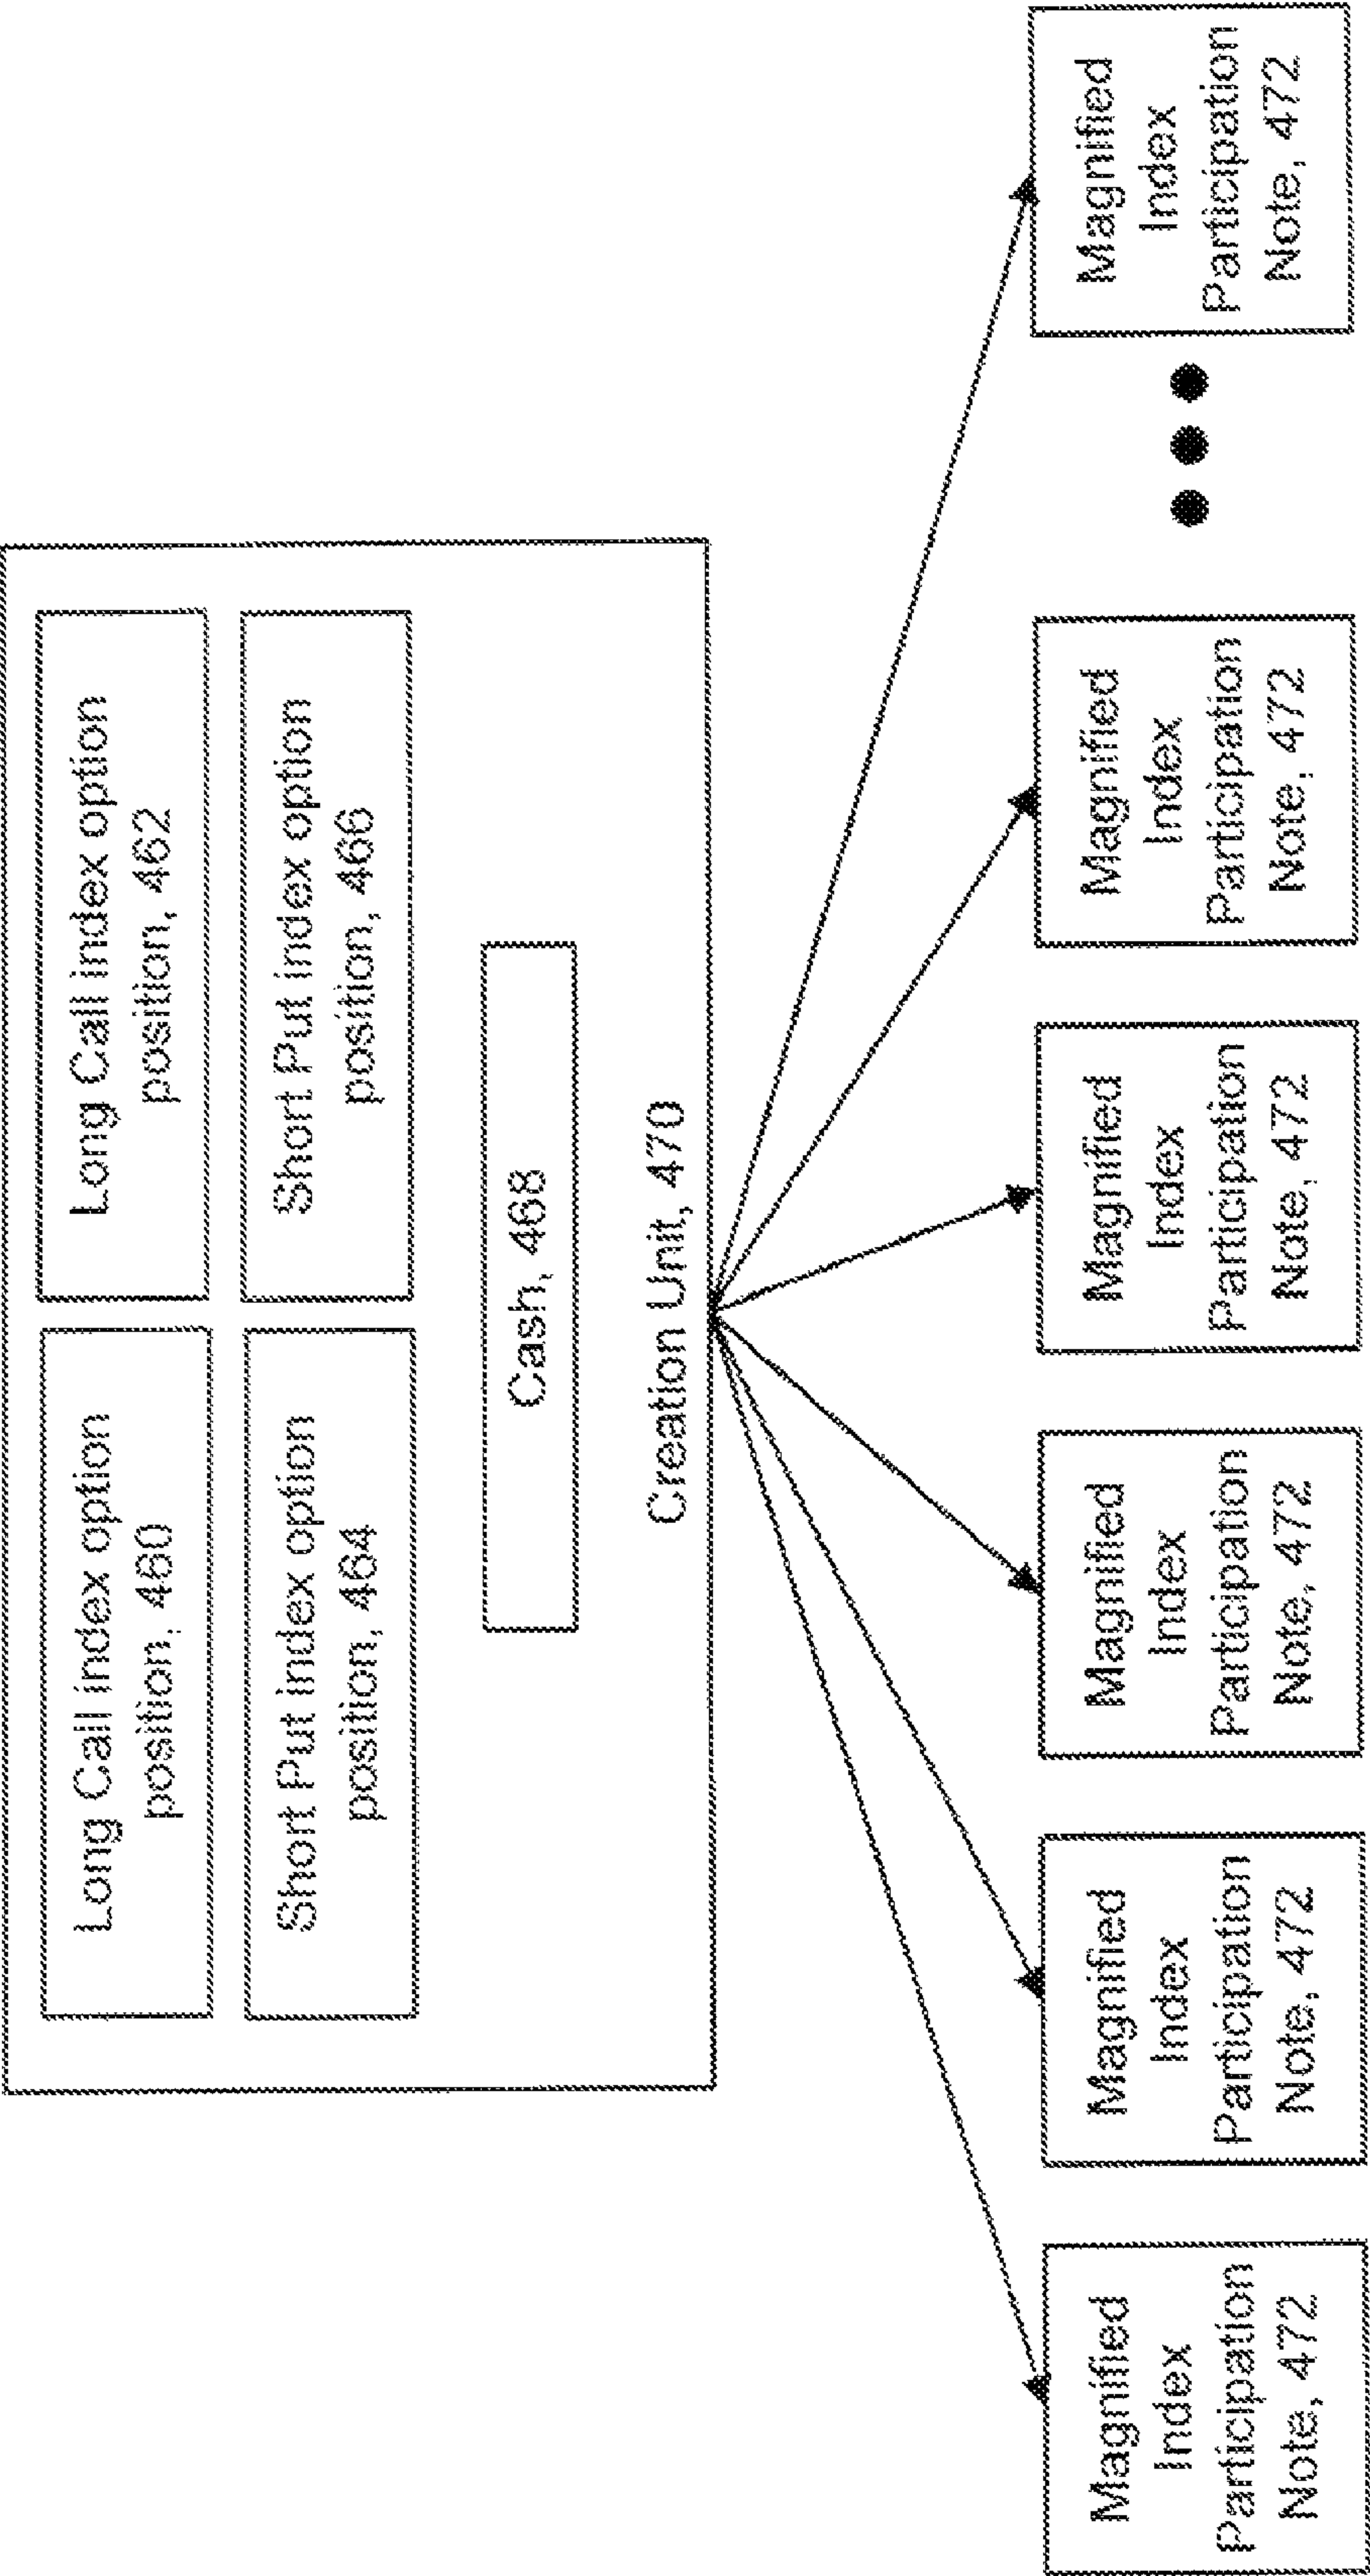 Long Call index option
position, 460
Long Call index option
position, 462
Short Put index option
position, 464
Short Put index option
position, 466
Cash, 468
Creation Unit, 470
Magnified
Index
Participation
Note, 472
Magnified
Index
Participation
Note, 472
Magnified
Index
Participation
Note, 472
Magnified
Index
Participation
Note, 472
Magnified
Index
Participation
Note, 472
Magnified
Index
Participation
Note, 472